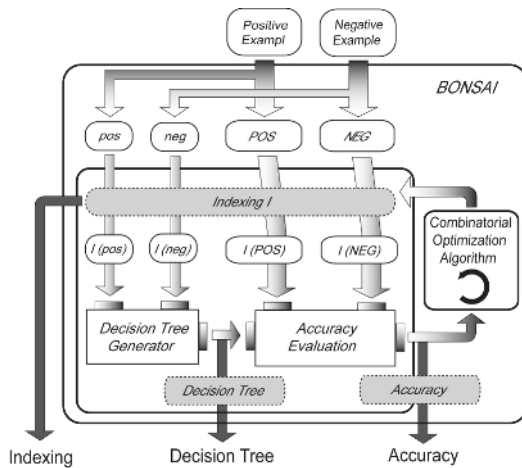 Positive
Exampl
Negative
Example
BONSAI
pos
neg
POS
NEG
Indexing I
I (pos)
I (neg)
I (POS)
I (NEG)
Combinatorial
Optimization
Algorithm
Decision Tree
Generator
Accuracy
Evaluation
Decision Tree
Accuracy
Indexing
Decision Tree
Accuracy